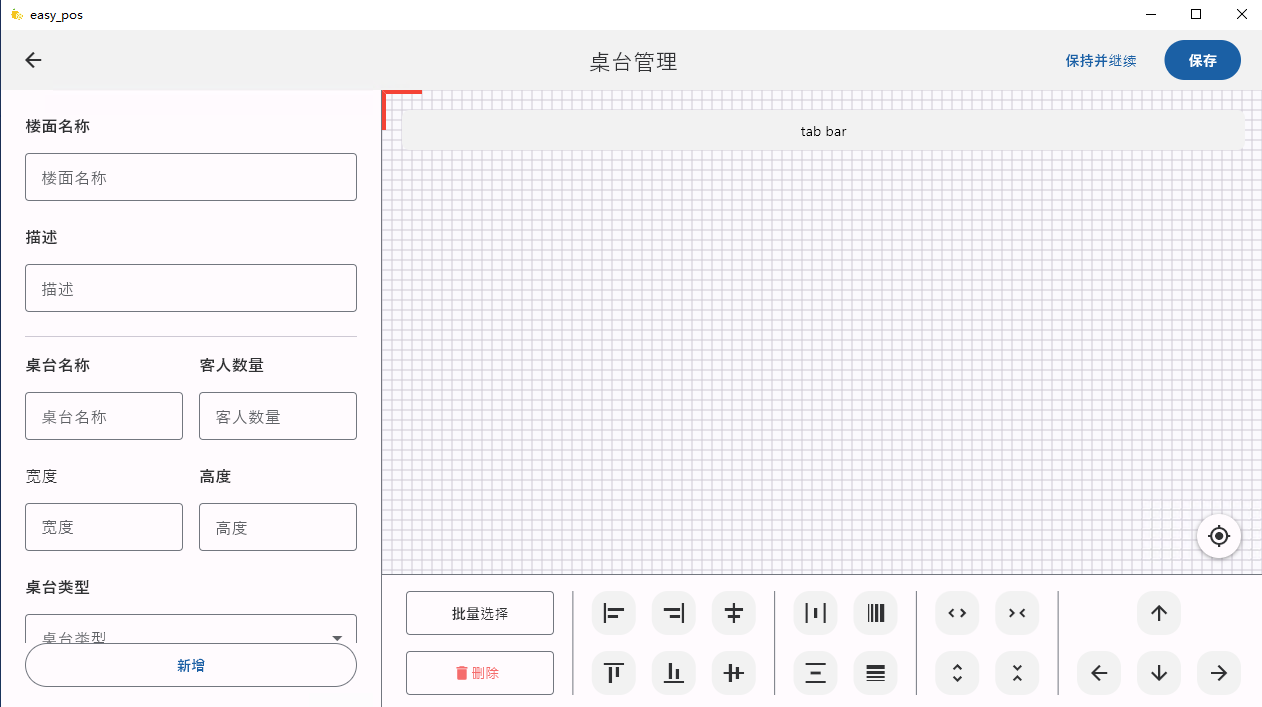 easy_pos
桌台管理
保持并继续
保存
楼面名称
楼面名称
描述
描述
桌台名称
客人数量
桌台名称
客人数量
宽度
高度
宽度
高度
桌台类型
桌台类型
新增
tab bar
批量选择
删除